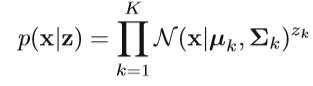 p(x|z) = ∏_{k=1}^{K} 𝒩(x|μ_k, Σ_k)^{z_k}